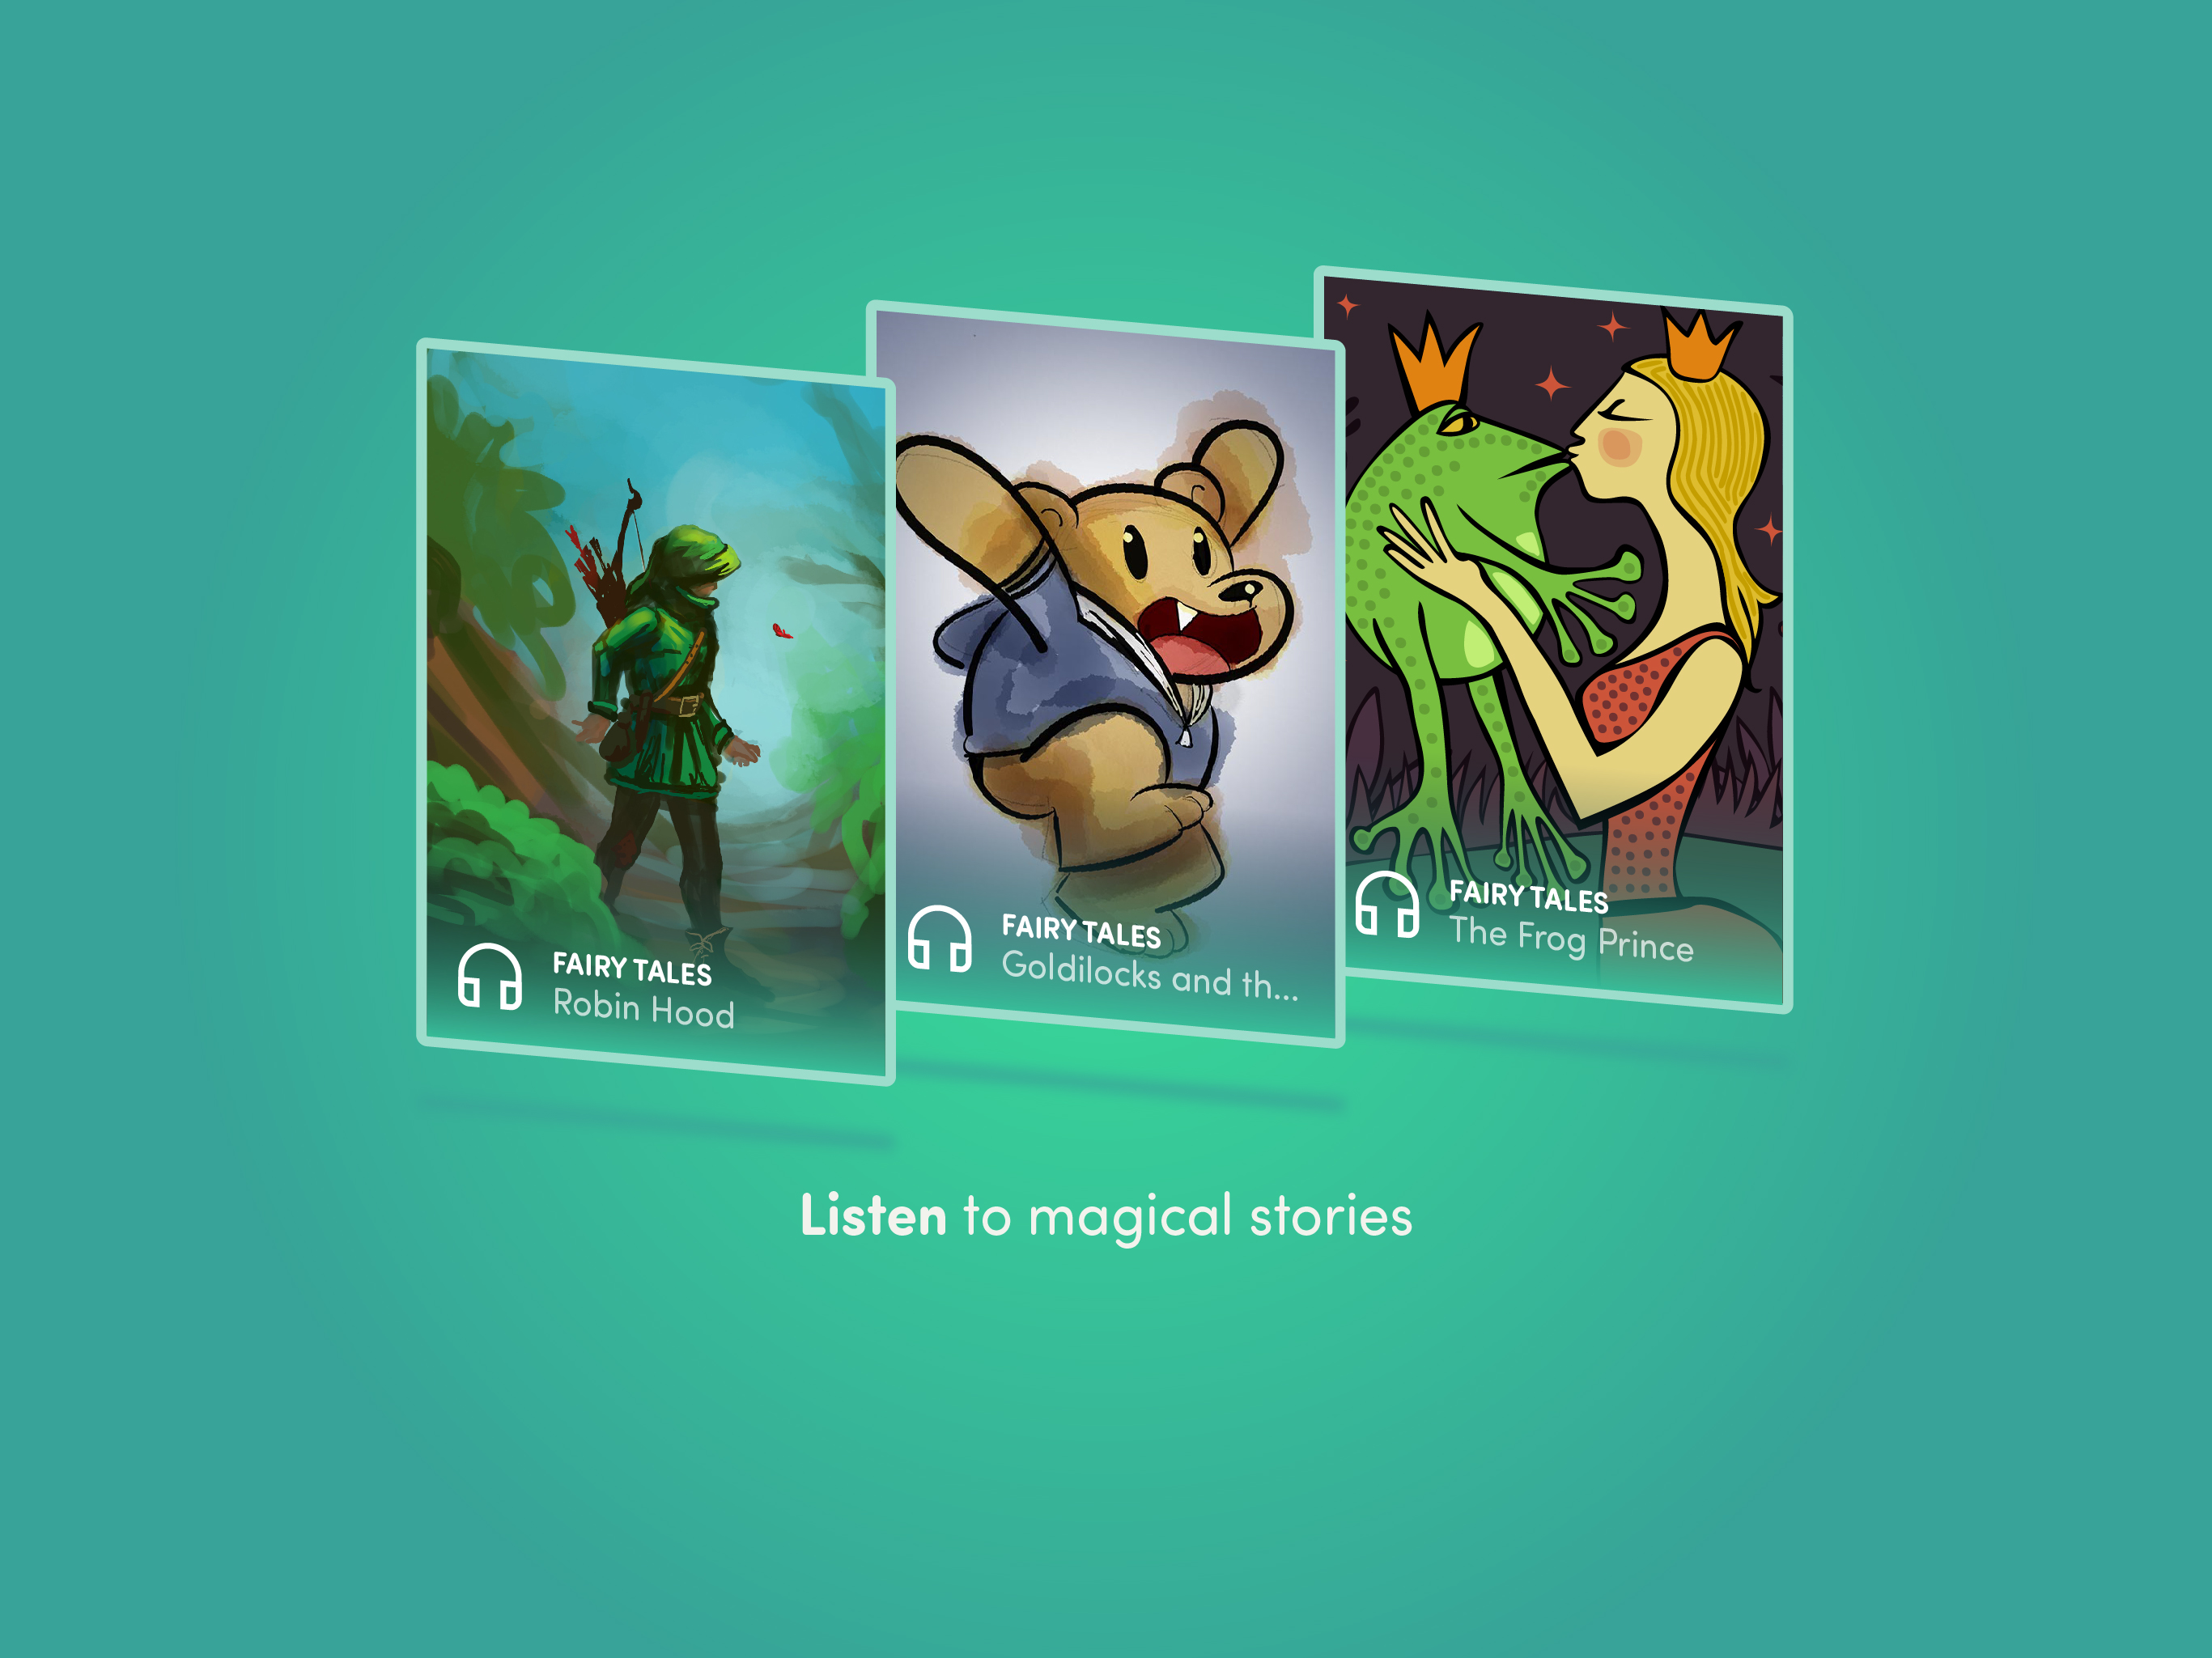 FAIRY TALES
Robin Hood
FAIRY TALES
Goldilocks and th...
FAIRY TALES
The Frog Prince
Listen to magical stories